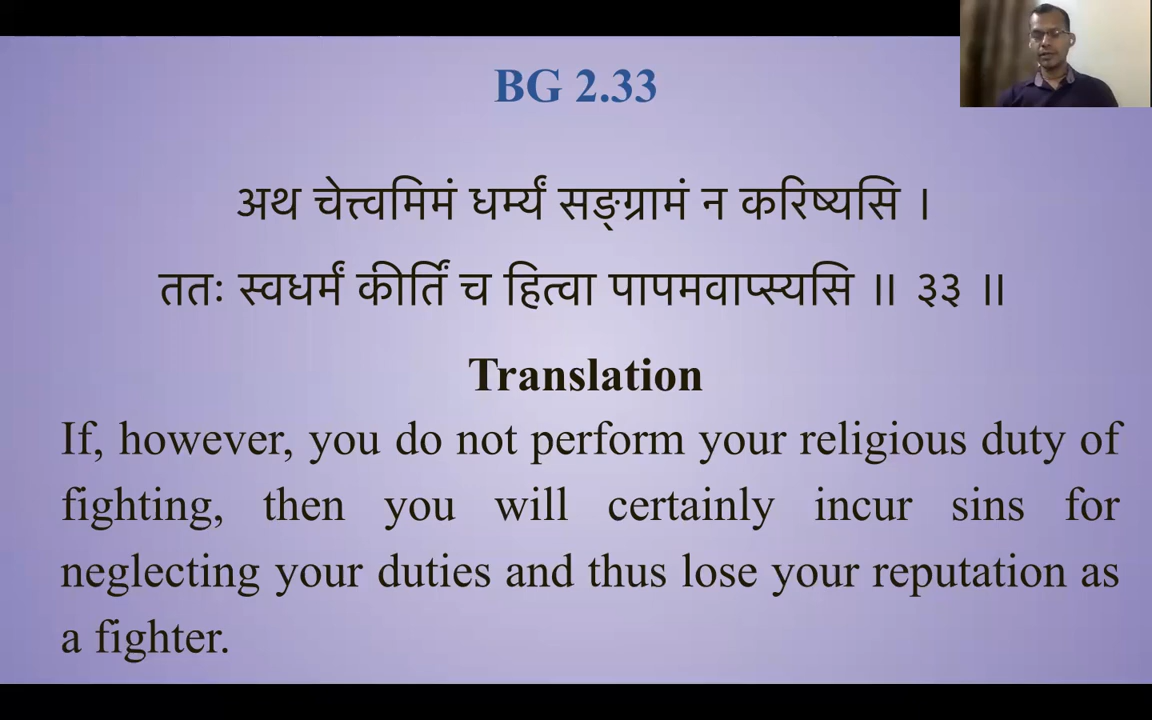 BG 2.33
अथ चेत्त्वमिमं धर्म्यं सङ्ग्रामं न करिष्यसि ।
ततः स्वधर्मं कीर्तिं च हित्वा पापमवाप्स्यसि ॥ ३३ ॥
Translation
If, however, you do not perform your religious duty of
fighting, then you will certainly incur sins for
neglecting your duties and thus lose your reputation as
a fighter.